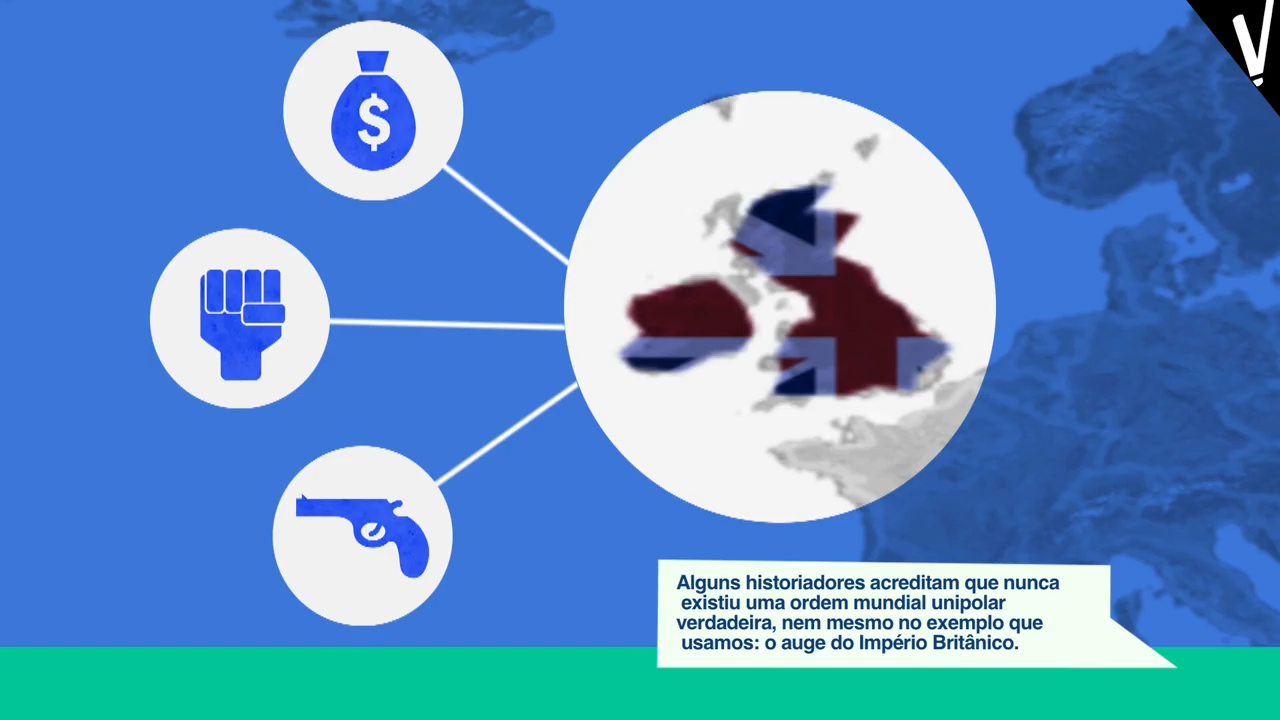 $
Alguns historiadores acreditam que nunca
existiu uma ordem mundial unipolar
verdadeira, nem mesmo no exemplo que
usamos: o auge do Império Britânico.